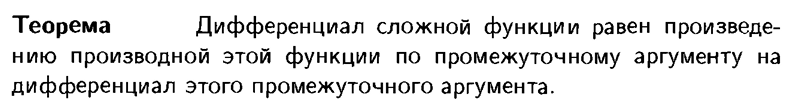 Теорема Дифференциал сложной функции равен произведе-
нию производной этой функции по промежуточному аргументу на
дифференциал этого промежуточного аргумента.